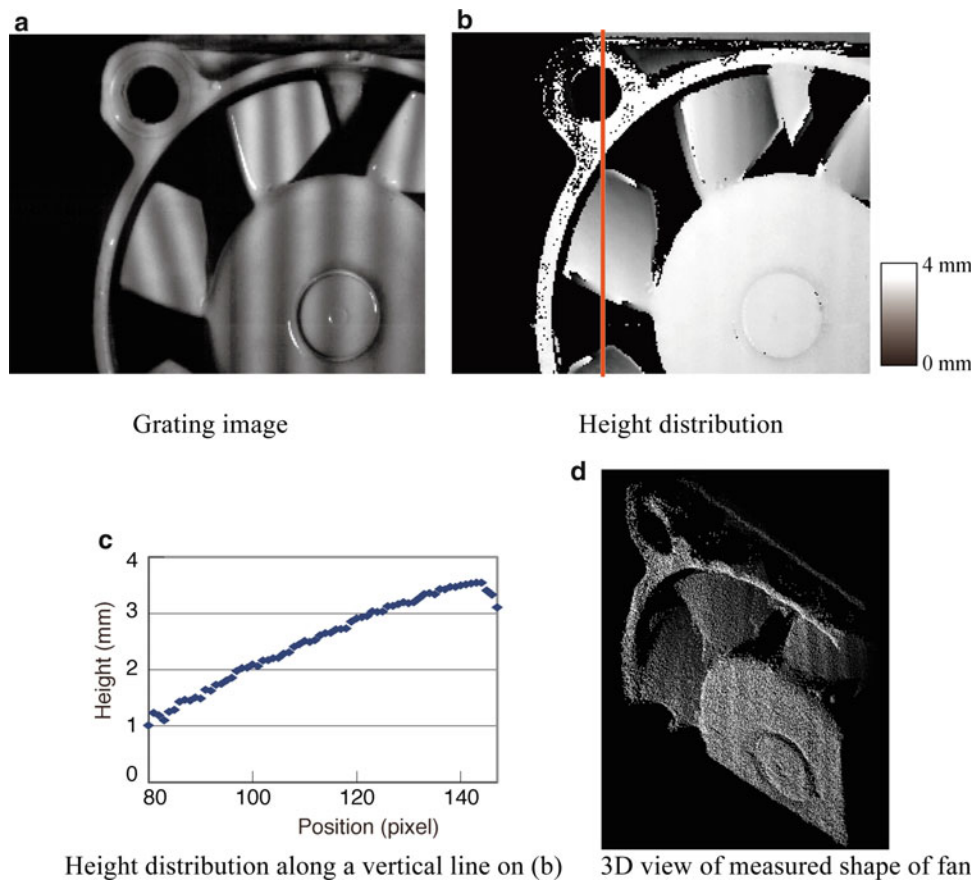 a
b
4 mm
0 mm
Grating image
Height distribution
c
4
3
2
1
0
Height (mm)
80 100 120 140
Position (pixel)
Height distribution along a vertical line on (b)
d
3D view of measured shape of fan